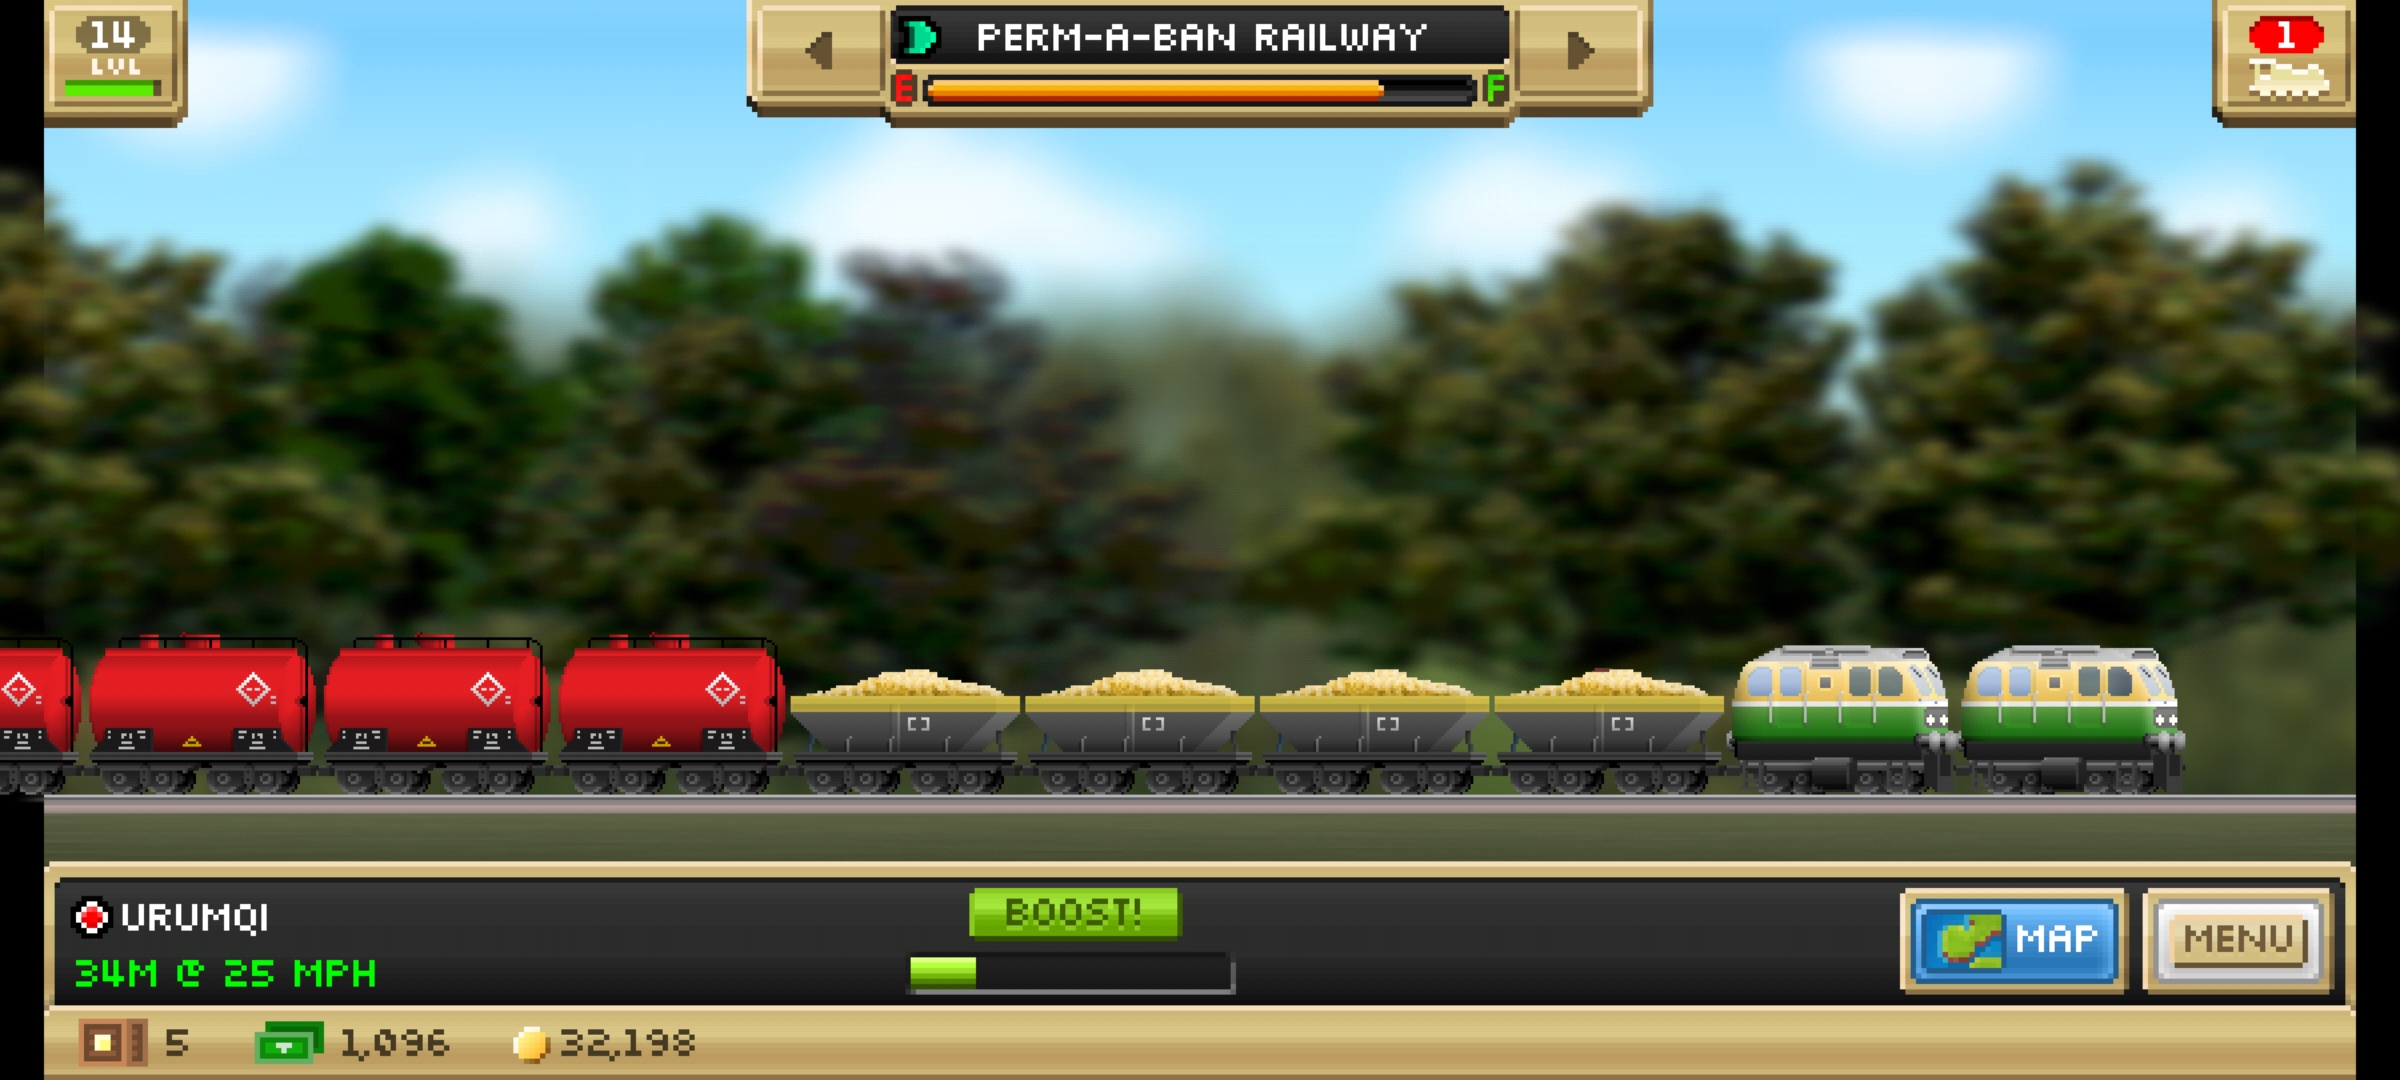 14
LVL
PERM-A-BAN RAILWAY
E F
1
URUMQI
34M @ 25 MPH
BOOST!
MAP
MENU
5 1,096 32,198